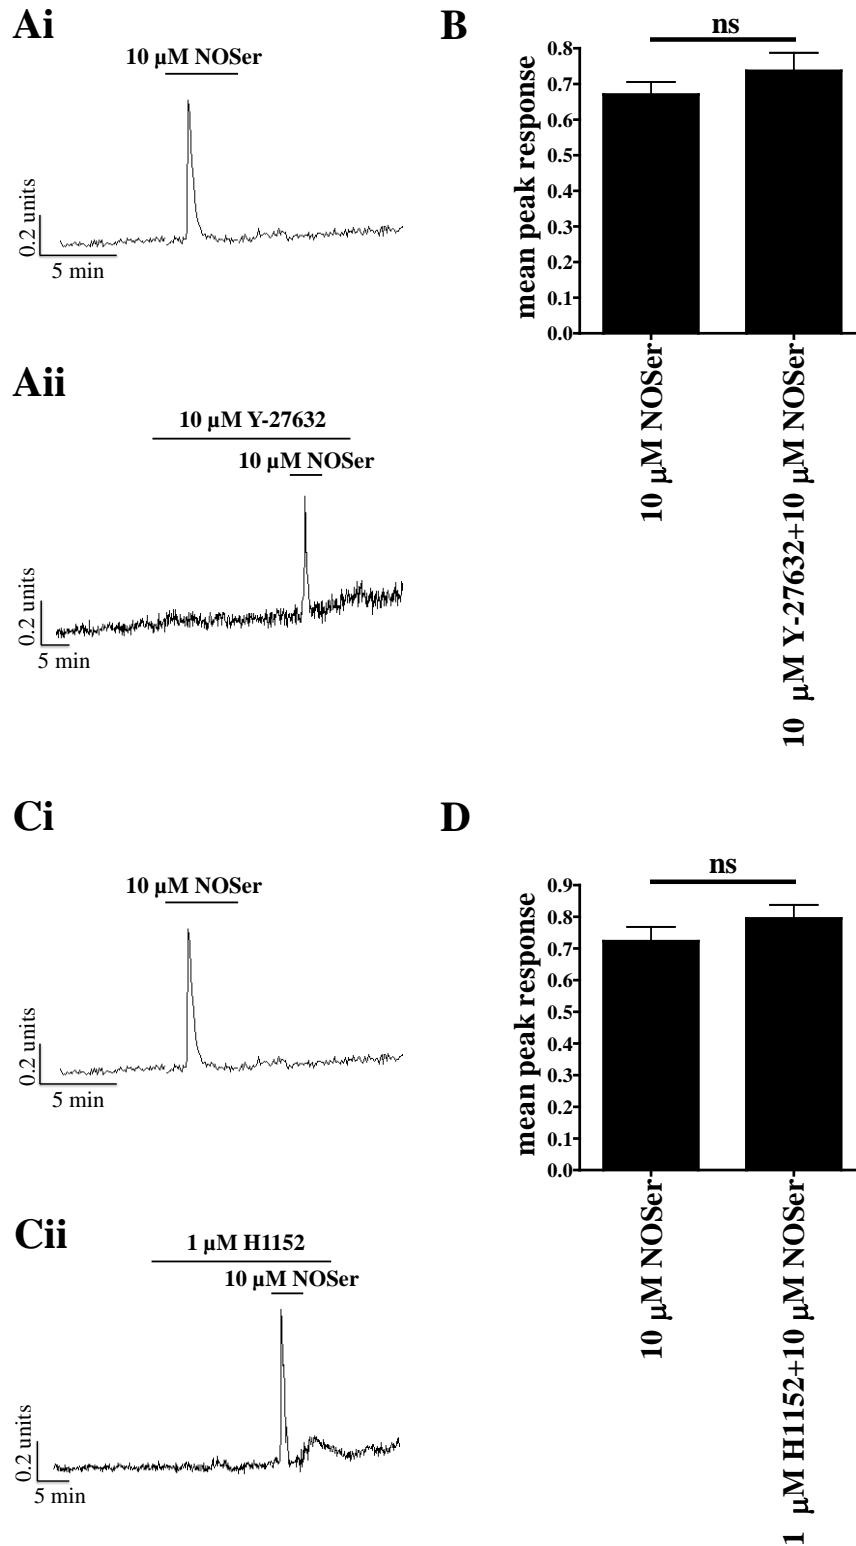 Ai
10 µM NOSer
0.2 units
5 min
B
ns
mean peak response
0.8
0.7
0.6
0.5
0.4
0.3
0.2
0.1
0.0
10 µM NOSer
10 µM Y-27632+10 µM NOSer
Aii
10 µM Y-27632
10 µM NOSer
0.2 units
5 min
Ci
10 µM NOSer
0.2 units
5 min
D
ns
mean peak response
0.9
0.8
0.7
0.6
0.5
0.4
0.3
0.2
0.1
0.0
10 µM NOSer
1 µM H1152+10 µM NOSer
Cii
1 µM H1152
10 µM NOSer
0.2 units
5 min